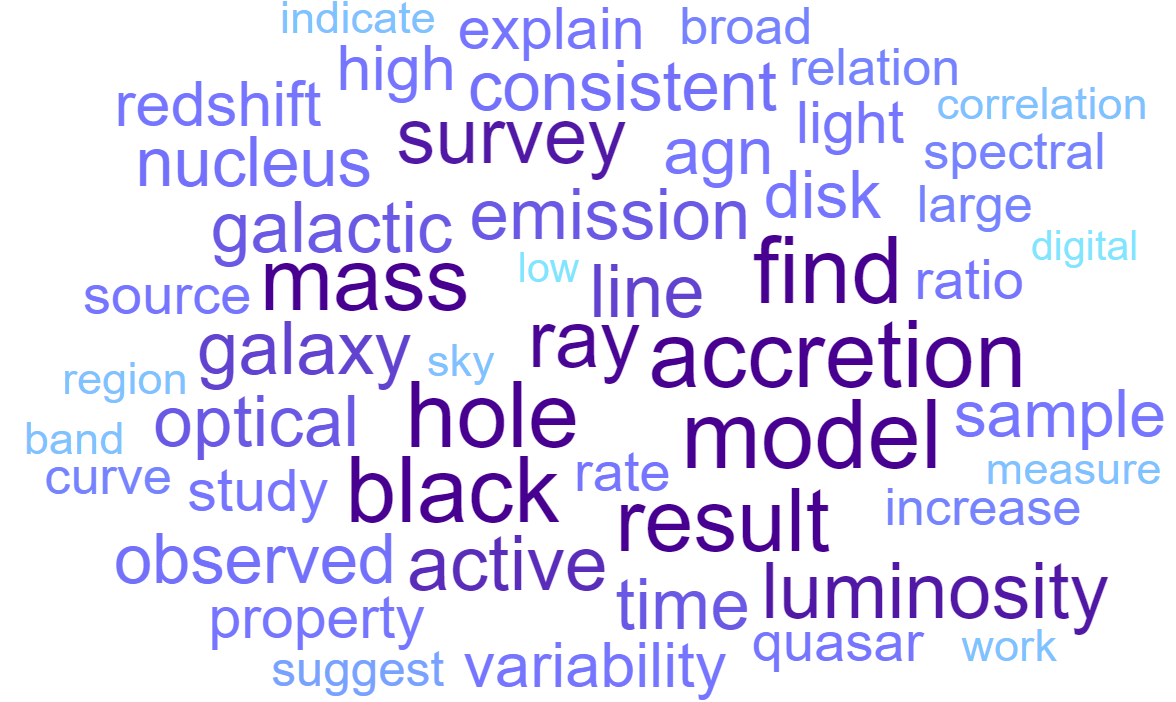 indicate explain broad
high consistent relation
redshift survey light correlation
nucleus agn spectral
galactic emission disk large
mass low line find ratio digital
source ray accretion
galaxy sky
region hole model sample
band optical
curve study black rate measure
result increase
observed active luminosity
property time quasar work
suggest variability